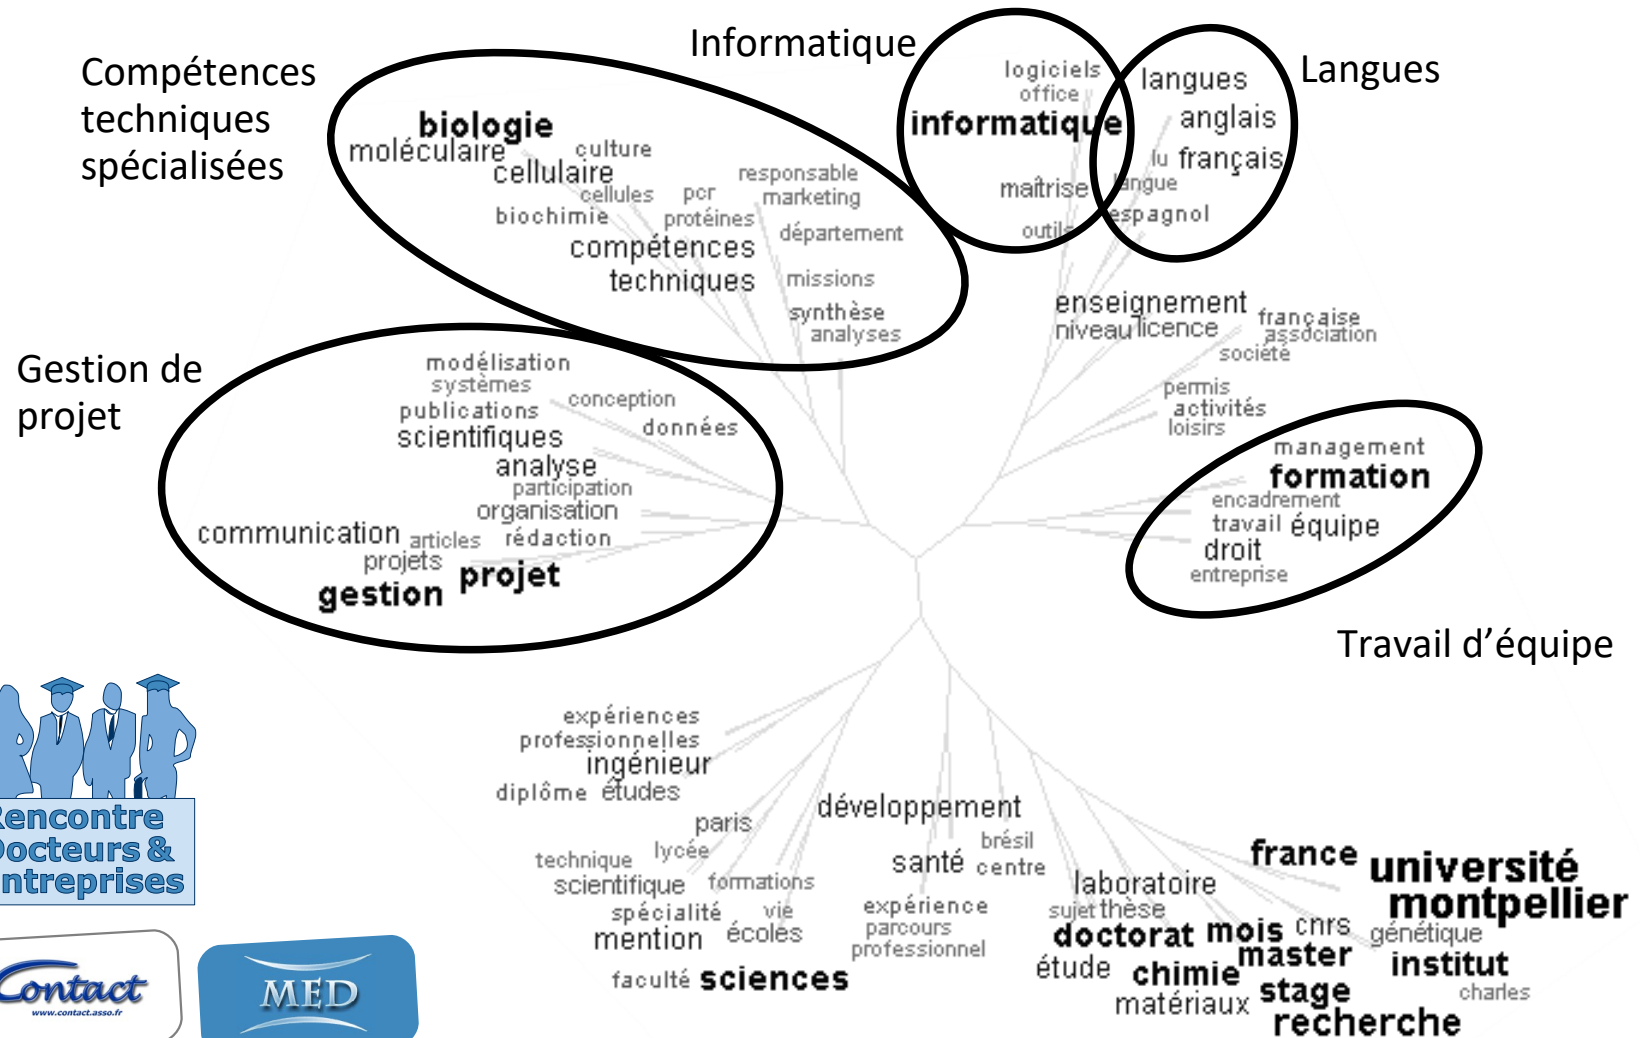 Compétences
techniques
spécialisées
Informatique
Langues
logiciels
office
informatique
maîtrise
outils
langues
anglais
lu français
langue
espagnol
biologie
moléculaire
culture
cellulaire
cellules
biochimie
pcr
protéines
compétences
techniques
responsable
marketing
département
missions
synthèse
analyses
enseignement
niveau licence
française
association
société
permis
activités
loisirs
Gestion de
projet
modélisation
systèmes
conception
publications
données
scientifiques
analyse
participation
organisation
communication articles rédaction
projets
gestion projet
management
formation
encadrement
travail équipe
droit
entreprise
Travail d’équipe
expériences
professionnelles
ingénieur
diplôme études
paris
lycée
technique
scientifique formations
spécialité vie
mention écoles
faculté sciences
développement
brésil
santé centre
expérience
parcours
professionnel
laboratoire
sujet thèse
doctorat mois cnrs
étude chimie master
matériaux stage
recherche
france université
montpellier
génétique
institut
charles
Rencontre
Docteurs &
Entreprises
Contact
www.contact.asso.fr
MED